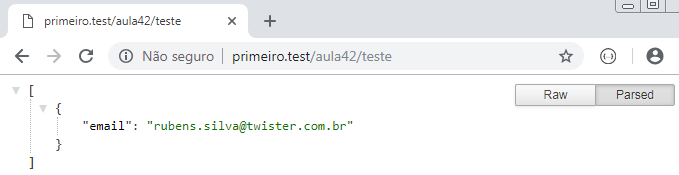 primeiro.test/aula42/teste
Não seguro | primeiro.test/aula42/teste
Raw Parsed
[
{
"email": "rubens.silva@twister.com.br"
}
]